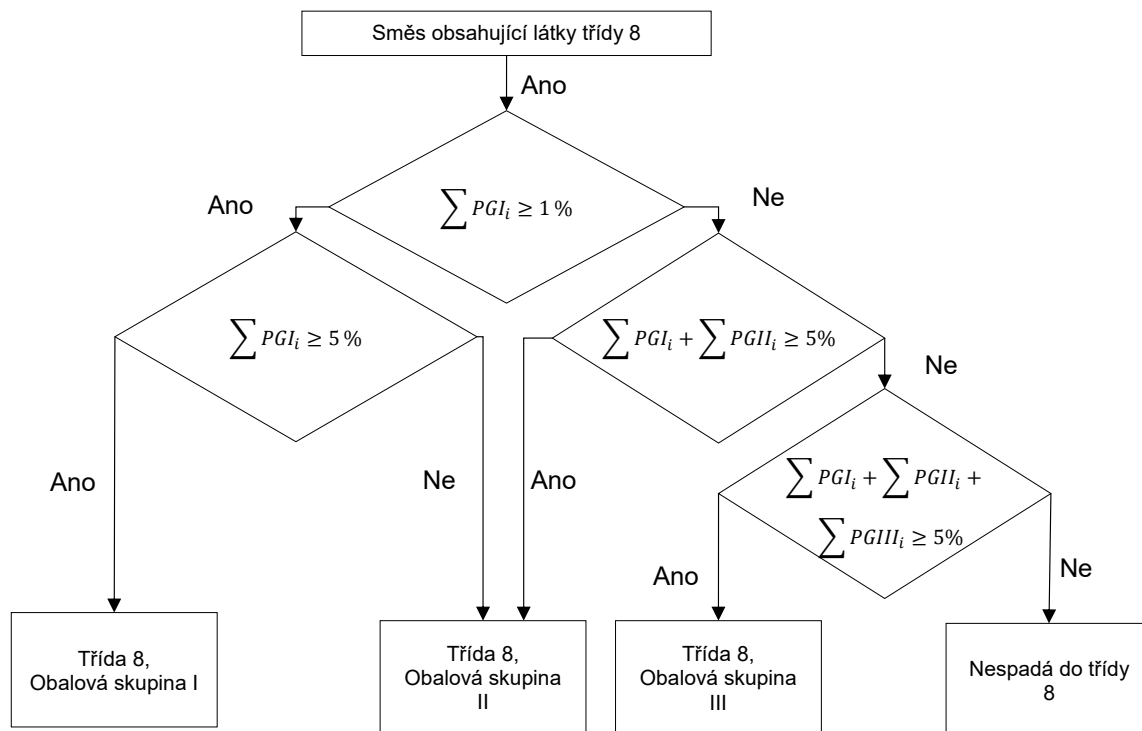 Směs obsahující látky třídy 8
Ano
∑ PGI_i ≥ 1 %
Ano
Ne
∑ PGI_i ≥ 5 %
∑ PGI_i + ∑ PGII_i ≥ 5%
Ne
Ano
Ne
Ano
∑ PGI_i + ∑ PGII_i +
∑ PGIII_i ≥ 5%
Ano
Ne
Třída 8,
Obalová skupina I
Třída 8,
Obalová skupina
II
Třída 8,
Obalová skupina
III
Nespadá do třídy
8